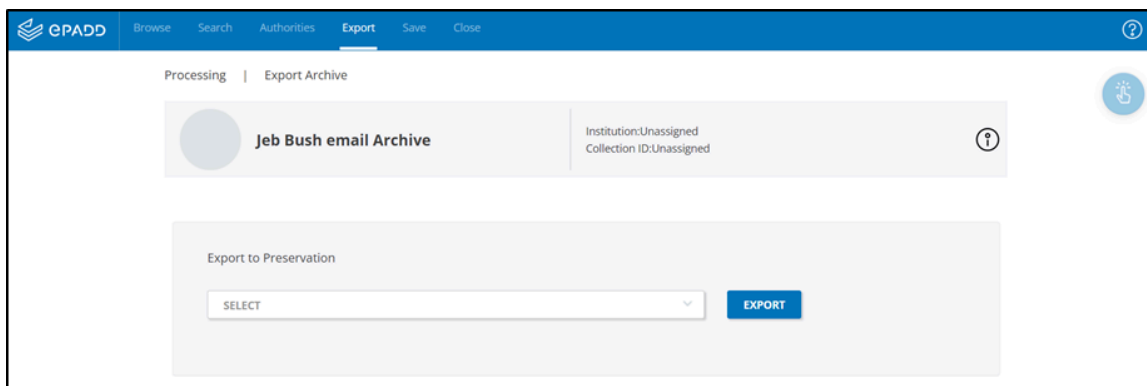 ePADD Browse Search Authorities Export Save Close
Processing | Export Archive
Jeb Bush email Archive
Institution:Unassigned
Collection ID:Unassigned
Export to Preservation
SELECT
EXPORT